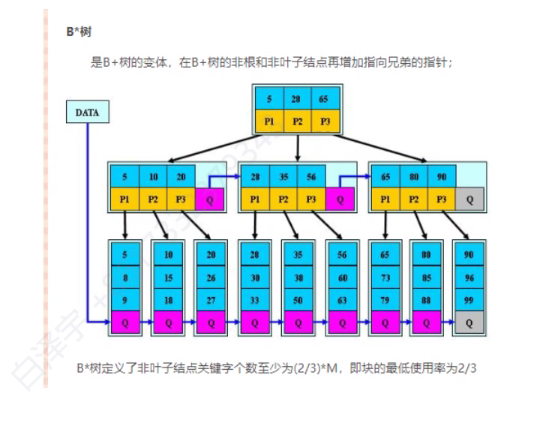 B*树
是B+树的变体，在B+树的非根和非叶子结点再增加指向兄弟的指针；
DATA
5 28 65
P1 P2 P3
5 10 20
P1 P2 P3 Q
28 35 56
P1 P2 P3 Q
65 80 90
P1 P2 P3 Q
5 10 20 28 35 56 65 80 90
8 15 26 30 38 60 73 85 96
9 18 27 33 50 63 79 88 99
Q Q Q Q Q Q Q Q Q
B*树定义了非叶子结点关键字个数至少为(2/3)*M，即块的最低使用率为2/3
白泽宇